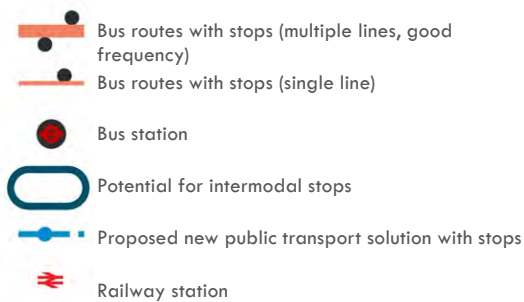 Bus routes with stops (multiple lines, good
frequency)
Bus routes with stops (single line)
Bus station
Potential for intermodal stops
Proposed new public transport solution with stops
Railway station